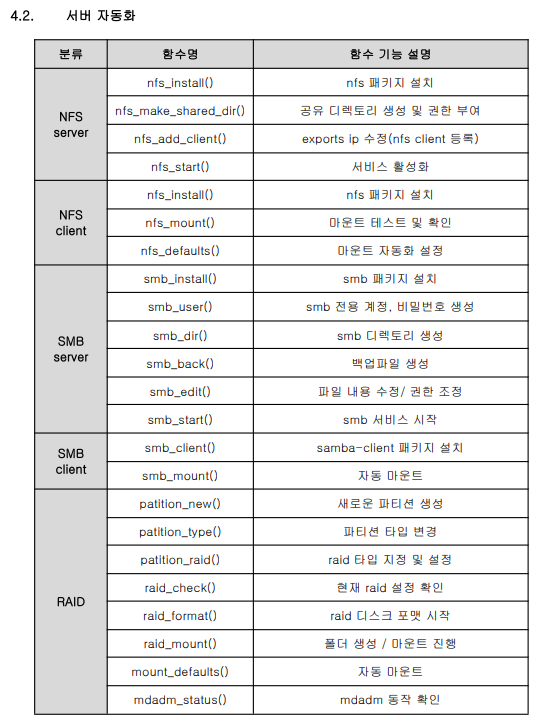 4.2. 서버 자동화
분류 함수명 함수 기능 설명
NFS server
nfs_install() nfs 패키지 설치
nfs_make_shared_dir() 공유 디렉토리 생성 및 권한 부여
nfs_add_client() exports ip 수정(nfs client 등록)
nfs_start() 서비스 활성화
NFS client
nfs_install() nfs 패키지 설치
nfs_mount() 마운트 테스트 및 확인
nfs_defaults() 마운트 자동화 설정
SMB server
smb_install() smb 패키지 설치
smb_user() smb 전용 계정, 비밀번호 생성
smb_dir() smb 디렉토리 생성
smb_back() 백업파일 생성
smb_edit() 파일 내용 수정/ 권한 조정
smb_start() smb 서비스 시작
SMB client
smb_client() samba-client 패키지 설치
smb_mount() 자동 마운트
RAID
patition_new() 새로운 파티션 생성
patition_type() 파티션 타입 변경
patition_raid() raid 타입 지정 및 설정
raid_check() 현재 raid 설정 확인
raid_format() raid 디스크 포맷 시작
raid_mount() 폴더 생성 / 마운트 진행
mount_defaults() 자동 마운트
mdadm_status() mdadm 동작 확인